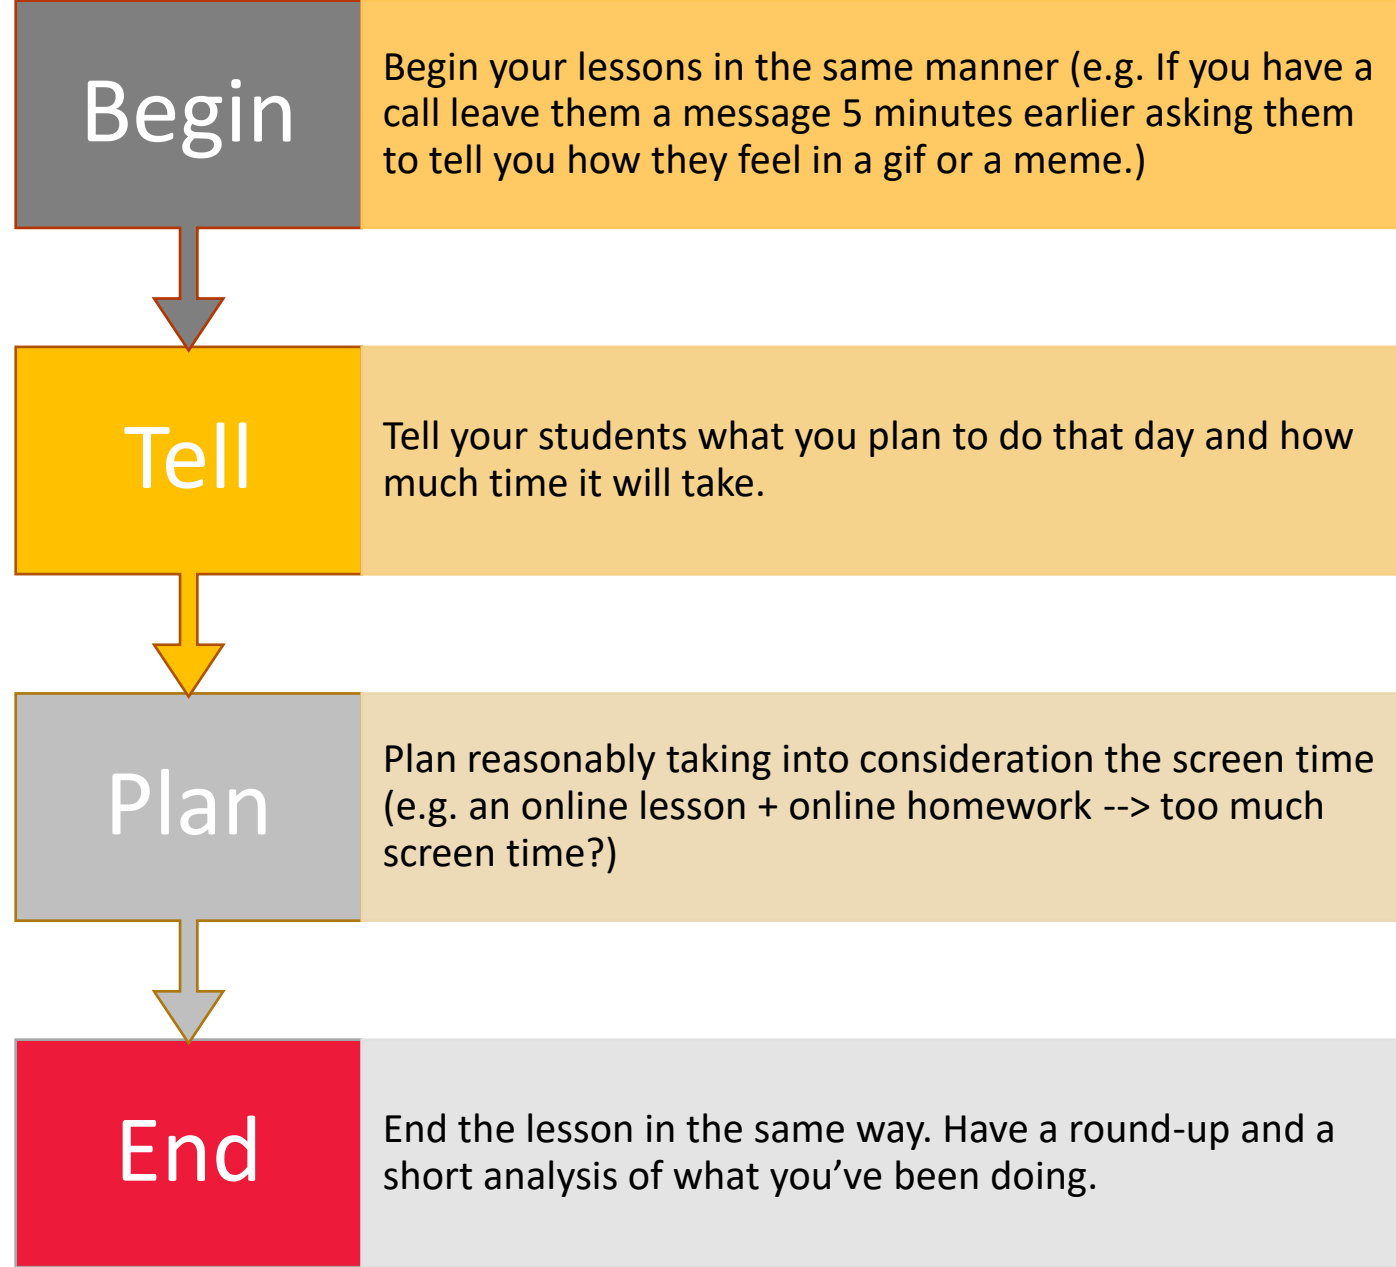 Begin
Begin your lessons in the same manner (e.g. If you have a
call leave them a message 5 minutes earlier asking them
to tell you how they feel in a gif or a meme.)
Tell
Tell your students what you plan to do that day and how
much time it will take.
Plan
Plan reasonably taking into consideration the screen time
(e.g. an online lesson + online homework --> too much
screen time?)
End
End the lesson in the same way. Have a round-up and a
short analysis of what you’ve been doing.